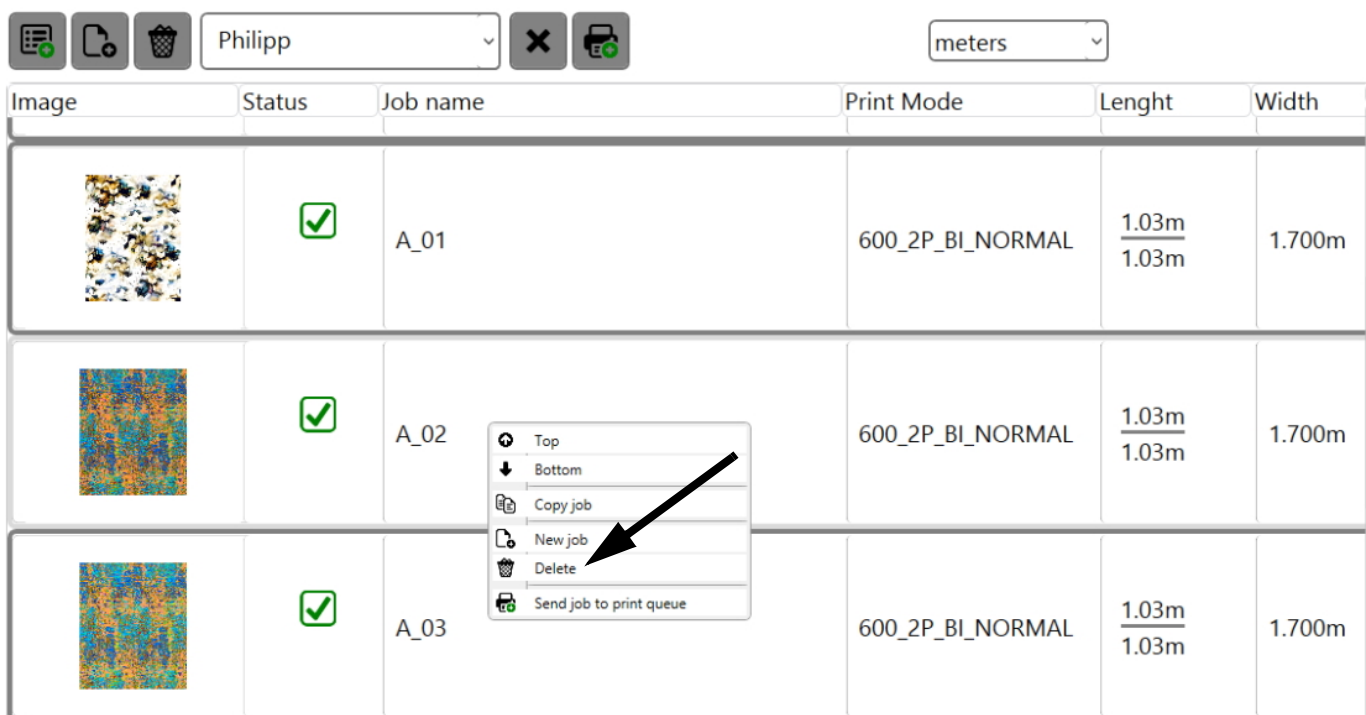 Philipp
meters
Image Status Job name Print Mode Lenght Width
A_01 600_2P_BI_NORMAL 1.03m 1.700m
1.03m
A_02 600_2P_BI_NORMAL 1.03m 1.700m
1.03m
Top
Bottom
Copy job
New job
Delete
Send job to print queue
A_03 600_2P_BI_NORMAL 1.03m 1.700m
1.03m